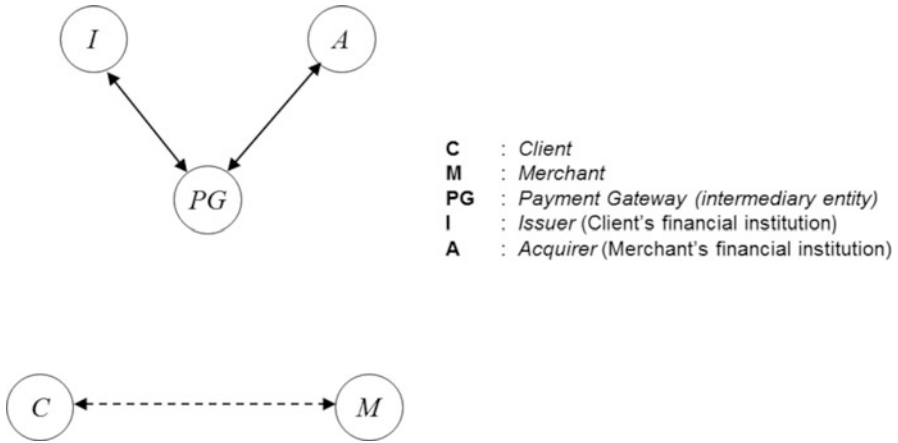 I
A
PG
C : Client
M : Merchant
PG : Payment Gateway (intermediary entity)
I : Issuer (Client's financial institution)
A : Acquirer (Merchant's financial institution)
C
M